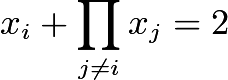 $x_i + \prod_{j \neq i} x_j = 2$